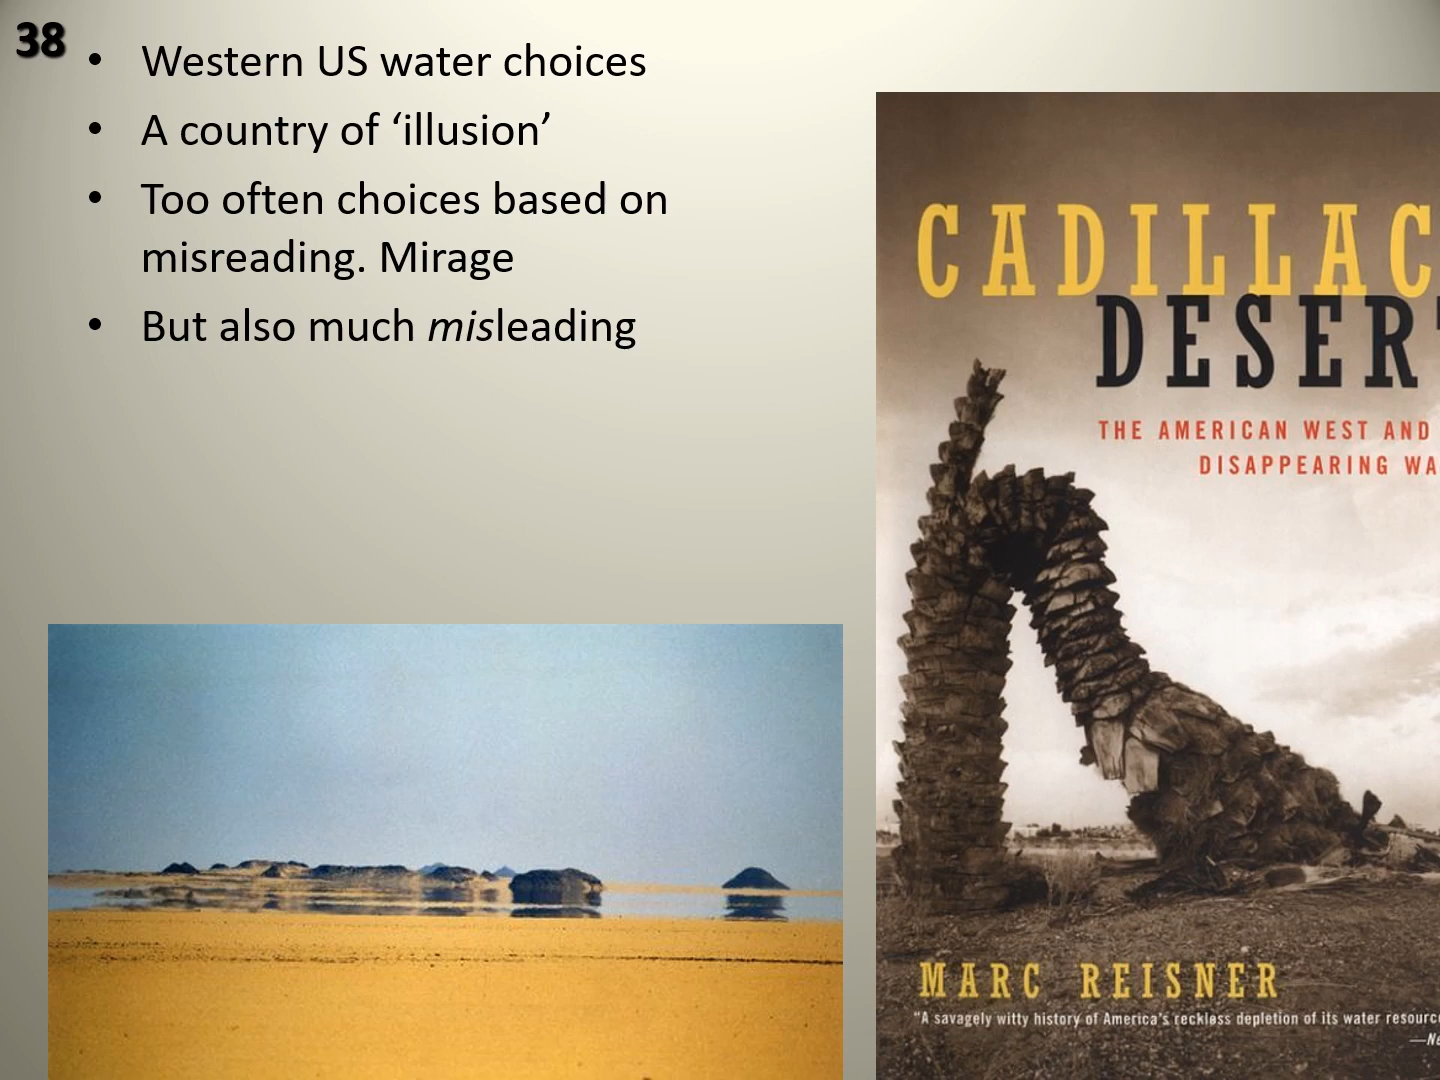 38
• Western US water choices
• A country of ‘illusion’
• Too often choices based on
misreading. Mirage
• But also much misleading
CADILLAC
DESERT
THE AMERICAN WEST AND
DISAPPEARING WA
MARC REISNER
"A savagely witty history of America's reckless depletion of its water resourc
—Ne